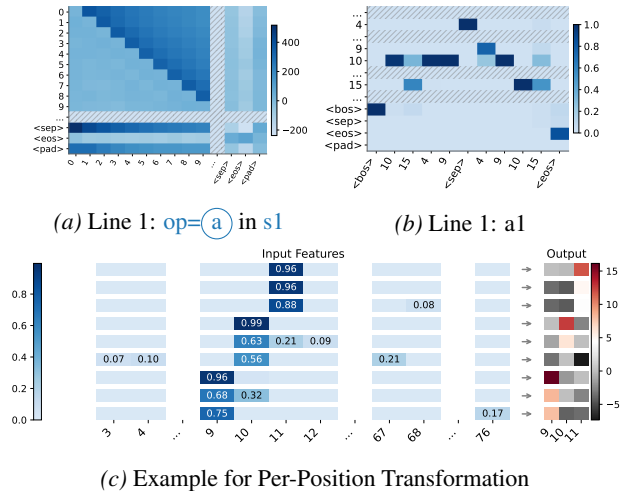 0
1
2
3
4
5
6
7
8
9
...
<sep>
<eos>
<pad>
0 1 2 3 4 5 6 7 8 9 ... <sep> <eos> <pad>
400
200
0
−200
(a) Line 1: op=a in s1
...
4
...
9
10
...
15
...
<bos>
<sep>
<eos>
<pad>
<bos> 10 15 4 9 <sep> 4 9 10 15 <eos>
1.0
0.8
0.6
0.4
0.2
0.0
(b) Line 1: a1
Input Features Output
0.8
0.6
0.4
0.2
0.0
0.96
0.96
0.88 0.08
0.99
0.63 0.21 0.09
0.07 0.10 0.56 0.21
0.96
0.68 0.32
0.75 0.17
3 4 ... 9 10 11 12 ... 67 68 ... 76 9 10 11
15
10
5
0
−5
(c) Example for Per-Position Transformation